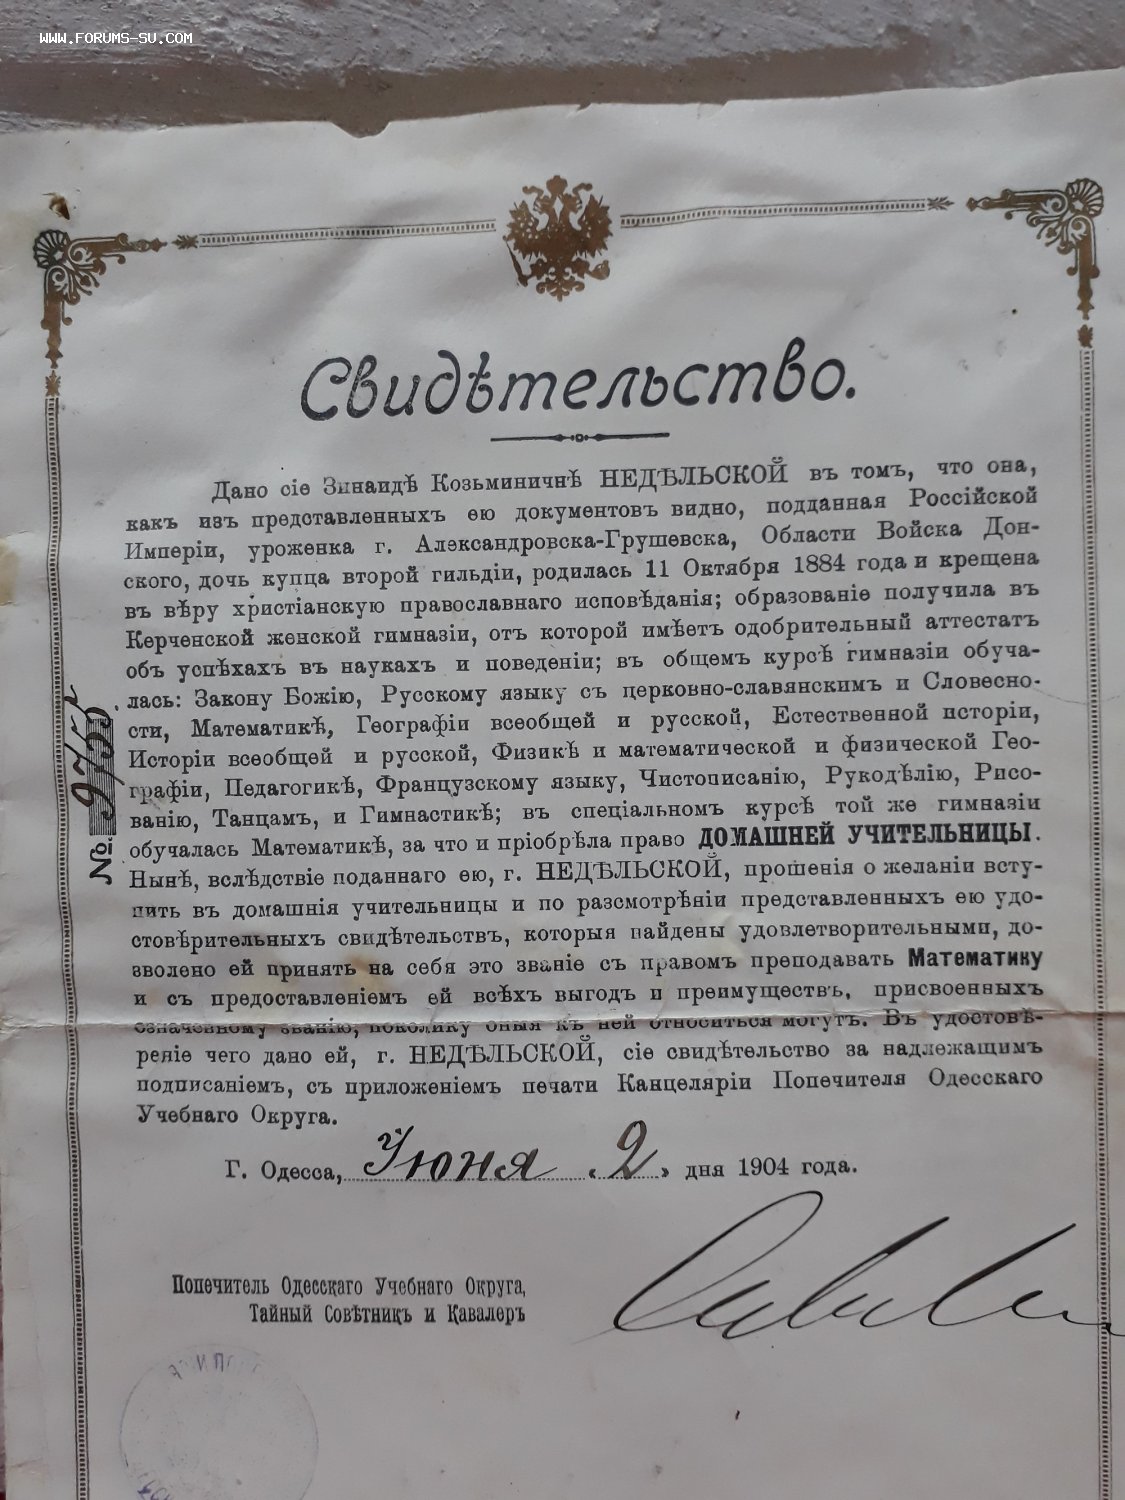 WWW.FORUMS-SU.COM
Свидѣтельство.
Дано сіе Зинаидѣ Козьминичнѣ НЕДѢЛЬСКОЙ въ томъ, что она,
какъ изъ представленныхъ ею документовъ видно, подданная Россійской
Имперіи, уроженка г. Александровска-Грушевска, Области Войска Дон-
ского, дочь купца второй гильдіи, родилась 11 Октября 1884 года и крещена
въ вѣру христіанскую православнаго исповѣданія; образованіе получила въ
Керченской женской гимназіи, отъ которой имѣетъ одобрительный аттестатъ
объ успѣхахъ въ наукахъ и поведеніи; въ общемъ курсѣ гимназіи обуча-
лась: Закону Божію, Русскому языку съ церковно-славянскимъ и Словесно-
сти, Математикѣ, Географіи всеобщей и русской, Естественной исторіи,
Исторіи всеобщей и русской, Физикѣ и математической и физической Гео-
графіи, Педагогикѣ, Французскому языку, Чистописанію, Рукодѣлію, Рисо-
ванію, Танцамъ, и Гимнастикѣ; въ спеціальномъ курсѣ той же гимназіи
обучалась Математикѣ, за что и пріобрѣла право ДОМАШНЕЙ УЧИТЕЛЬНИЦЫ.
Нынѣ, вслѣдствіе поданнаго ею, г. НЕДѢЛЬСКОЙ, прошенія о желаніи всту-
пить въ домашнія учительницы и по разсмотрѣніи представленныхъ ею удо-
стовѣрительныхъ свидѣтельствъ, которыя найдены удовлетворительными, до-
зволено ей принять на себя это званіе съ правомъ преподавать Математику
и съ предоставленіемъ ей всѣхъ выгодъ и преимуществъ, присвоенныхъ
означенному званію, поколику оныя къ ней относиться могутъ. Въ удостовѣ-
реніе чего дано ей, г. НЕДѢЛЬСКОЙ, сіе свидѣтельство за надлежащимъ
подписаніемъ, съ приложеніемъ печати Канцеляріи Попечителя Одесскаго
Учебнаго Округа.
Г. Одесса, Іюня «2» дня 1904 года.
Попечитель Одесскаго Учебнаго Округа,
Тайный Совѣтникъ и Кавалеръ
№: 9755